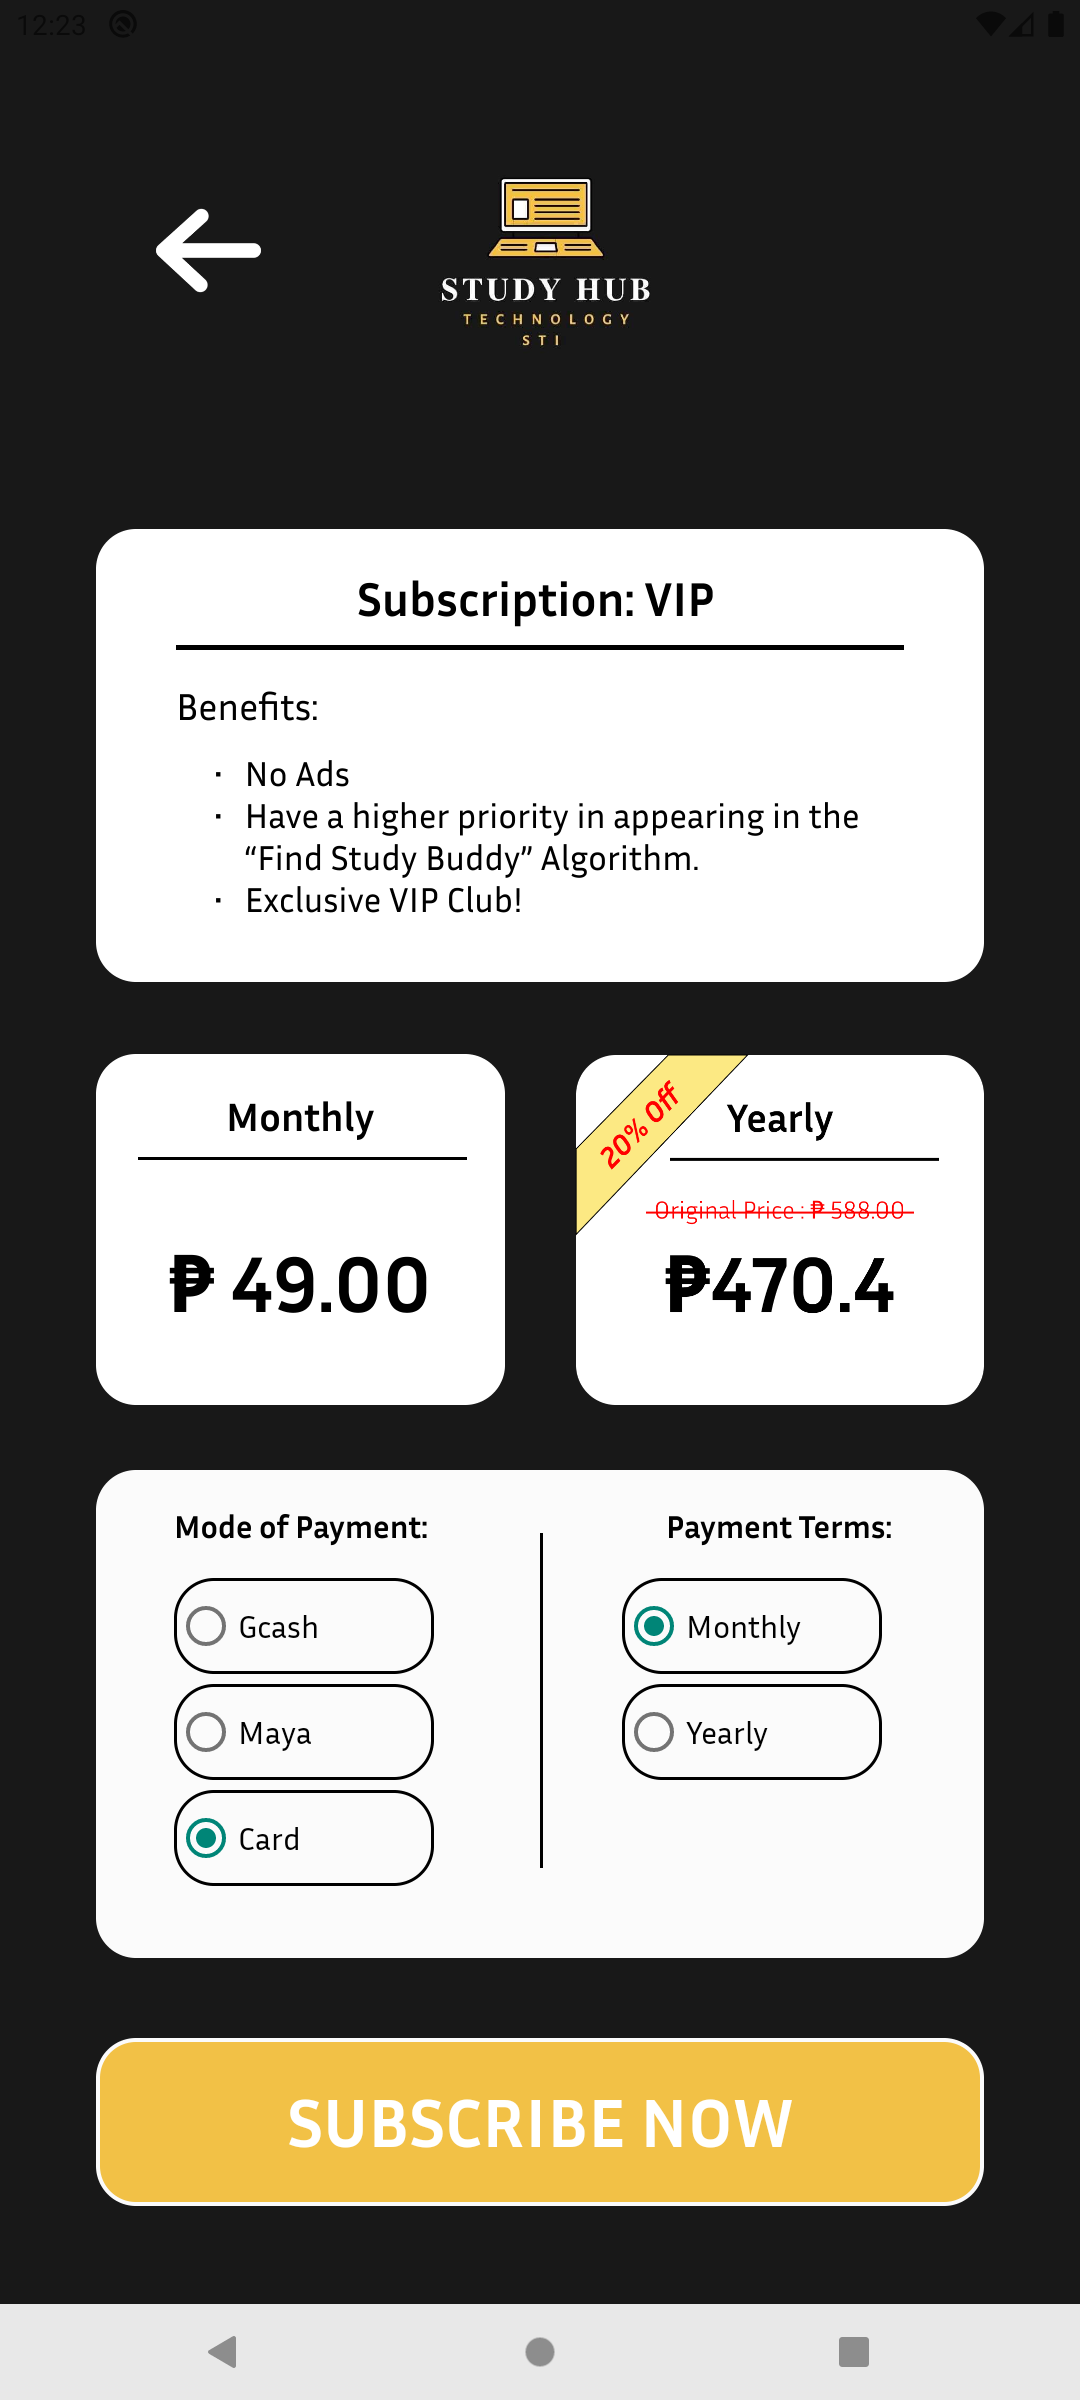 12:23
STUDY HUB
TECHNOLOGY
STI
Subscription: VIP
Benefits:
· No Ads
· Have a higher priority in appearing in the
“Find Study Buddy” Algorithm.
· Exclusive VIP Club!
Monthly
₱ 49.00
20% Off
Yearly
Original Price : ₱ 588.00
₱470.4
Mode of Payment:
Gcash
Maya
Card
Payment Terms:
Monthly
Yearly
SUBSCRIBE NOW